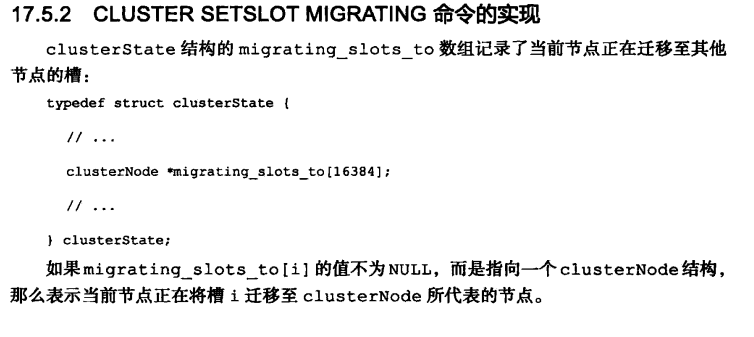 17.5.2 CLUSTER SETSLOT MIGRATING 命令的实现
clusterState 结构的 migrating_slots_to 数组记录了当前节点正在迁移至其他
节点的槽：
typedef struct clusterState {
// ...
clusterNode *migrating_slots_to[16384];
// ...
} clusterState;
如果 migrating_slots_to[i] 的值不为 NULL，而是指向一个 clusterNode 结构，
那么表示当前节点正在将槽 i 迁移至 clusterNode 所代表的节点。